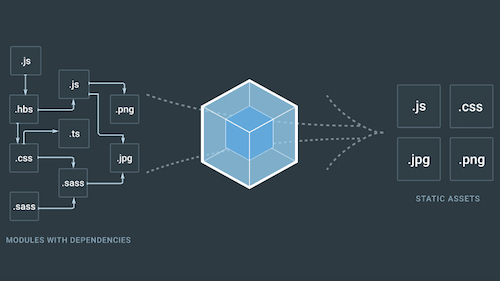 .js
.js
.hbs
.png
.ts
.css
.jpg
.sass
.sass
MODULES WITH DEPENDENCIES
.js
.css
.jpg
.png
STATIC ASSETS